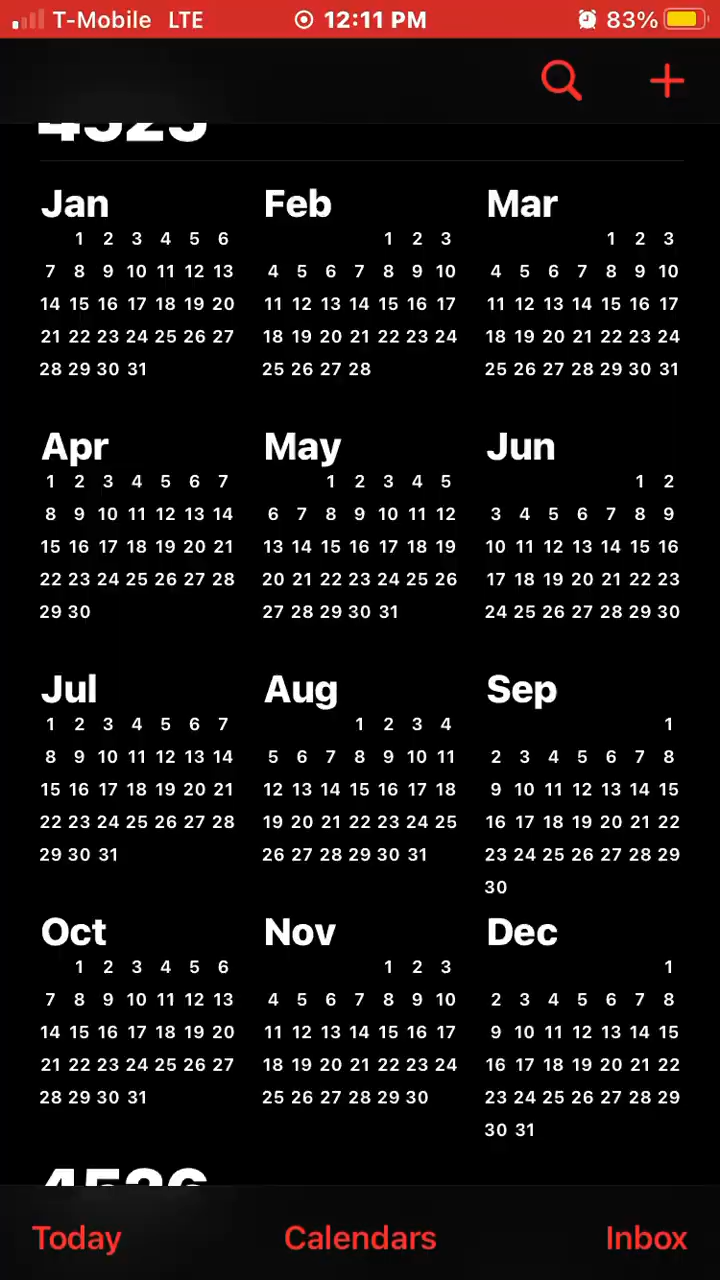 T-Mobile LTE 12:11 PM 83%
4525
Jan Feb Mar
1 2 3 4 5 6 1 2 3 1 2 3
7 8 9 10 11 12 13 4 5 6 7 8 9 10 4 5 6 7 8 9 10
14 15 16 17 18 19 20 11 12 13 14 15 16 17 11 12 13 14 15 16 17
21 22 23 24 25 26 27 18 19 20 21 22 23 24 18 19 20 21 22 23 24
28 29 30 31 25 26 27 28 25 26 27 28 29 30 31
Apr May Jun
1 2 3 4 5 6 7 1 2 3 4 5 1 2
8 9 10 11 12 13 14 6 7 8 9 10 11 12 3 4 5 6 7 8 9
15 16 17 18 19 20 21 13 14 15 16 17 18 19 10 11 12 13 14 15 16
22 23 24 25 26 27 28 20 21 22 23 24 25 26 17 18 19 20 21 22 23
29 30 27 28 29 30 31 24 25 26 27 28 29 30
Jul Aug Sep
1 2 3 4 5 6 7 1 2 3 4 1
8 9 10 11 12 13 14 5 6 7 8 9 10 11 2 3 4 5 6 7 8
15 16 17 18 19 20 21 12 13 14 15 16 17 18 9 10 11 12 13 14 15
22 23 24 25 26 27 28 19 20 21 22 23 24 25 16 17 18 19 20 21 22
29 30 31 26 27 28 29 30 31 23 24 25 26 27 28 29
30
Oct Nov Dec
1 2 3 4 5 6 1 2 3 1
7 8 9 10 11 12 13 4 5 6 7 8 9 10 2 3 4 5 6 7 8
14 15 16 17 18 19 20 11 12 13 14 15 16 17 9 10 11 12 13 14 15
21 22 23 24 25 26 27 18 19 20 21 22 23 24 16 17 18 19 20 21 22
28 29 30 31 25 26 27 28 29 30 23 24 25 26 27 28 29
30 31
4526
Today Calendars Inbox